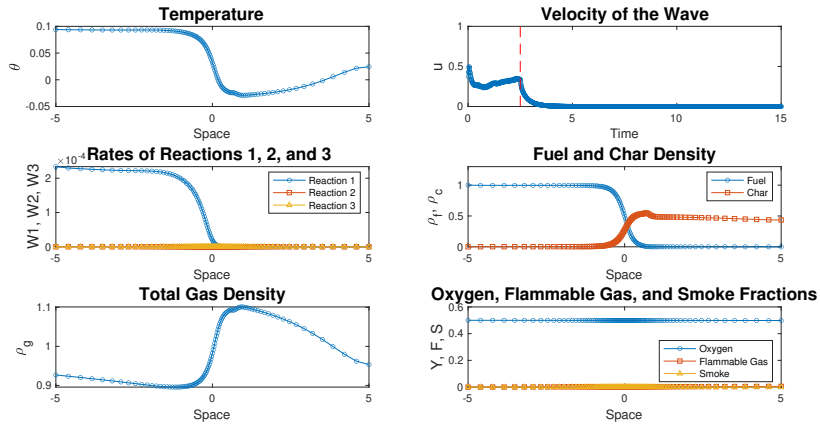 Temperature
0.1
0.05
0
-0.05
θ
-5
0
5
Space
Velocity of the Wave
1
0.5
0
u
0
5
10
15
Time
Rates of Reactions 1, 2, and 3
×10-4
2
1
0
W1, W2, W3
Reaction 1
Reaction 2
Reaction 3
-5
0
5
Space
Fuel and Char Density
1
0.5
0
ρf, ρc
Fuel
Char
-5
0
5
Space
Total Gas Density
1.1
1
0.9
ρg
-5
0
5
Space
Oxygen, Flammable Gas, and Smoke Fractions
0.6
0.4
0.2
0
Y, F, S
Oxygen
Flammable Gas
Smoke
-5
0
5
Space